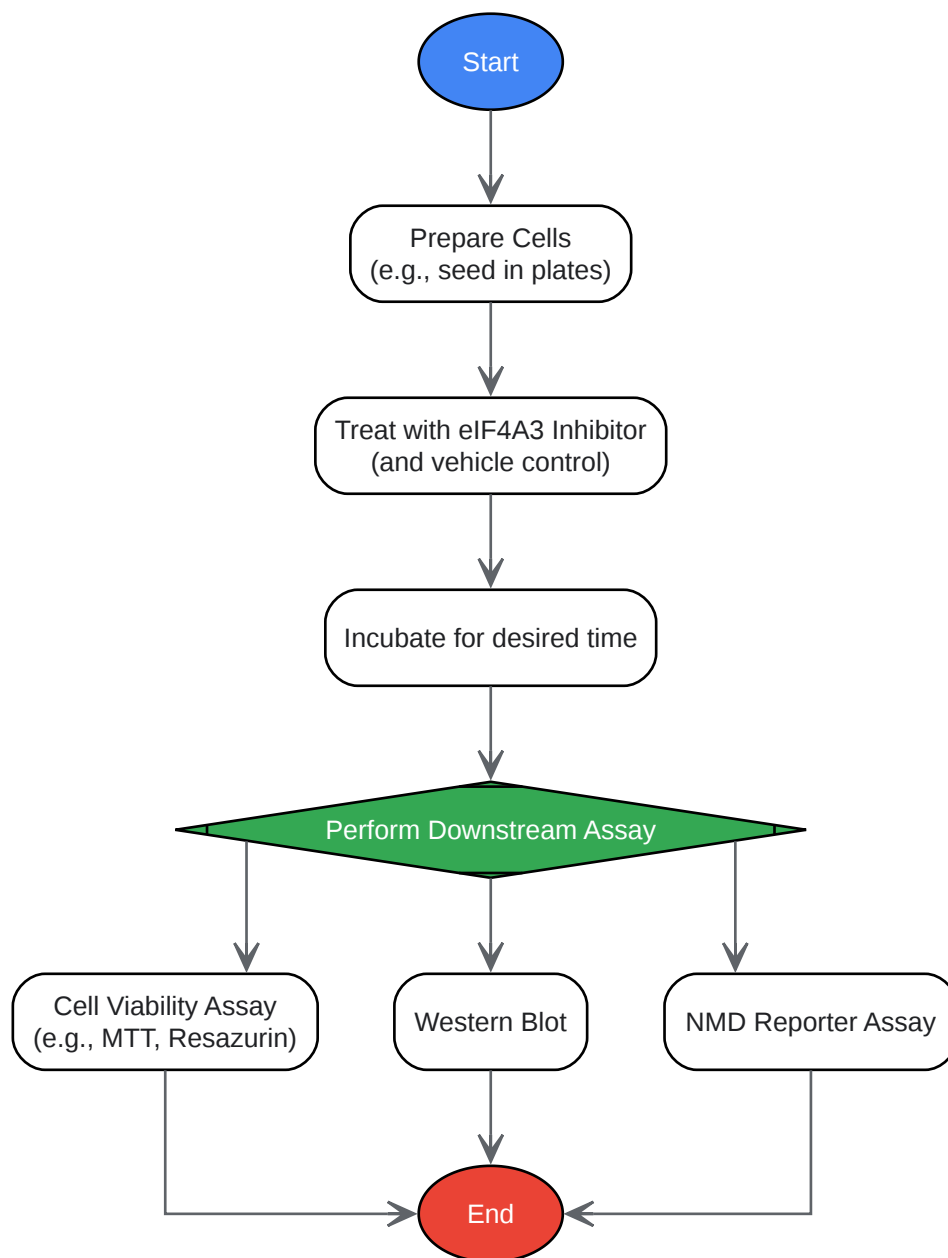 Start
Prepare Cells
(e.g., seed in plates)
Treat with eIF4A3 Inhibitor
(and vehicle control)
Incubate for desired time
Perform Downstream Assay
Cell Viability Assay
(e.g., MTT, Resazurin)
Western Blot
NMD Reporter Assay
End